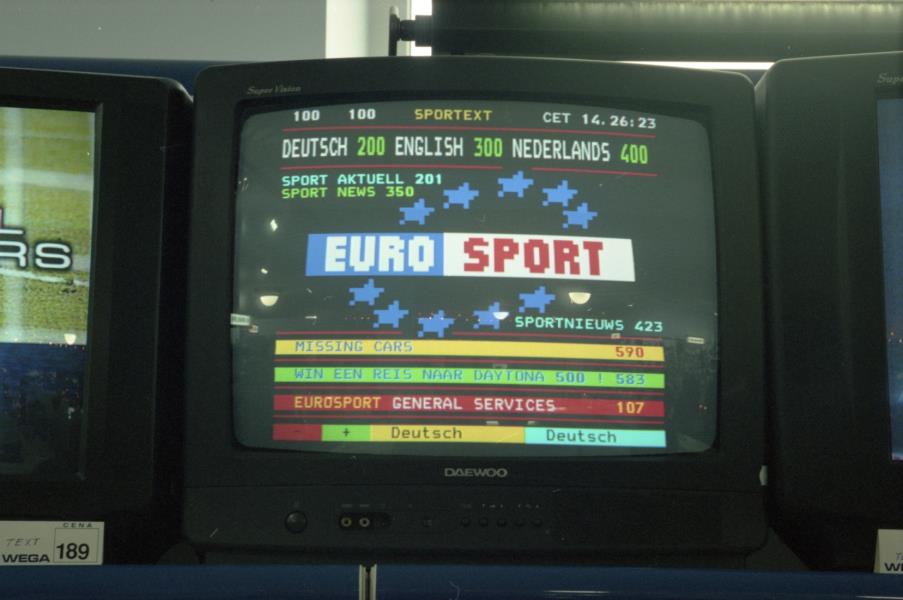 Super Vision
100 100 SPORTEXT CET 14.26:23
DEUTSCH 200 ENGLISH 300 NEDERLANDS 400
SPORT AKTUELL 201
SPORT NEWS 350
EURO SPORT
SPORTNIEUWS 423
MISSING CARS 590
WIN EEN REIS NAAR DAYTONA 500 ! 583
EUROSPORT GENERAL SERVICES 107
- + Deutsch Deutsch
DAEWOO
L
RS
CENA
TEXT
WEGA 189